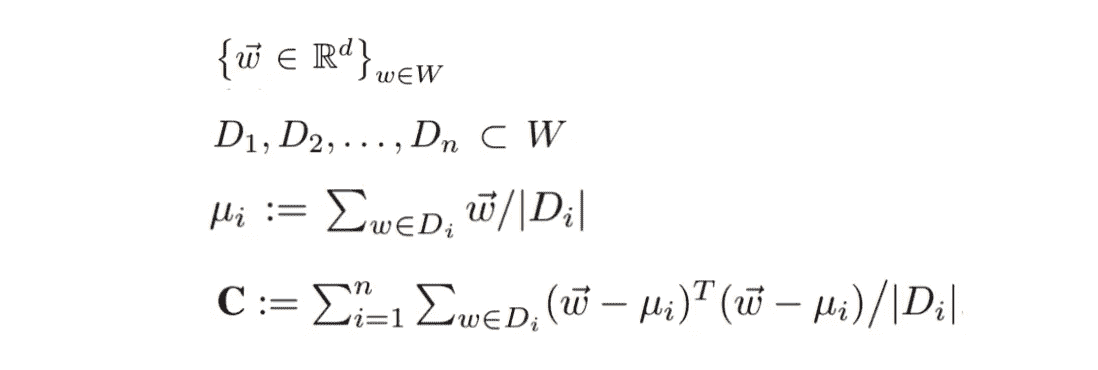 {w⃗ ∈ ℝ^d}_{w∈W}
D_1, D_2, ..., D_n ⊂ W
μ_i := ∑_{w∈D_i} w⃗/|D_i|
C := ∑_{i=1}^{n} ∑_{w∈D_i} (w⃗ − μ_i)^T (w⃗ − μ_i)/|D_i|